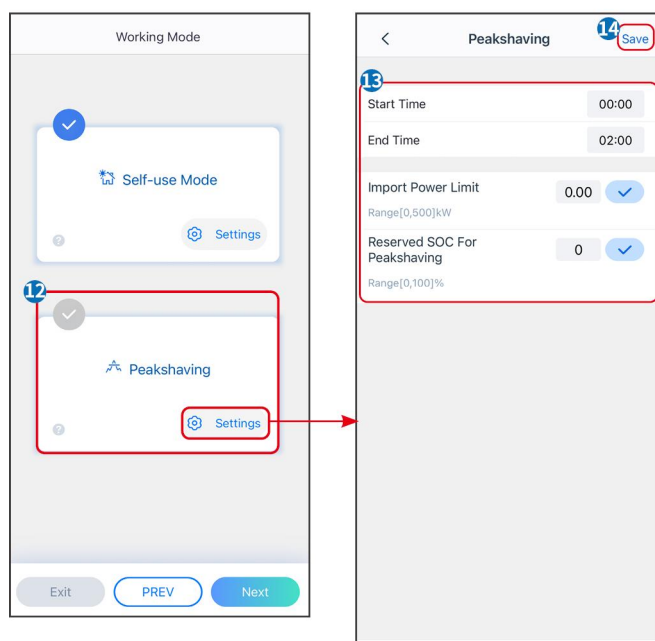 Working Mode
Self-use Mode
? Settings
12
Peakshaving
? Settings
Exit PREV Next
14
< Peakshaving Save
13
Start Time 00:00
End Time 02:00
Import Power Limit 0.00
Range[0,500]kW
Reserved SOC For
Peakshaving 0
Range[0,100]%